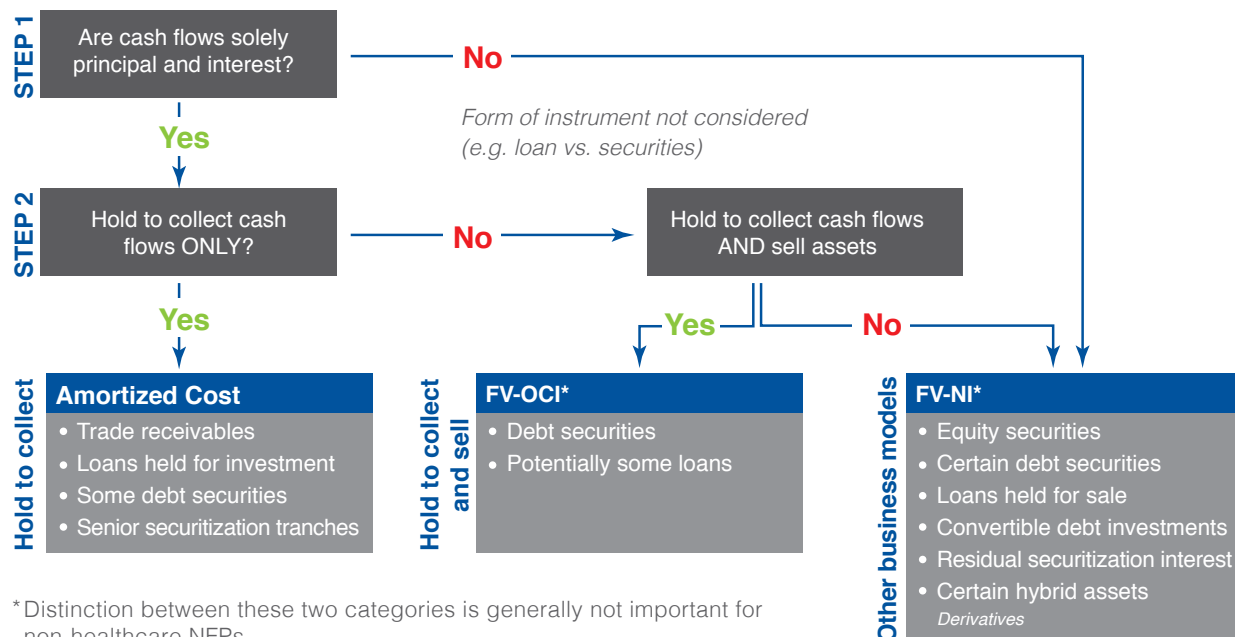 STEP 1
Are cash flows solely
principal and interest?
No
Form of instrument not considered
(e.g. loan vs. securities)
Yes
STEP 2
Hold to collect cash
flows ONLY?
No
Hold to collect cash flows
AND sell assets
Yes
Yes
No
Hold to collect
Amortized Cost
• Trade receivables
• Loans held for investment
• Some debt securities
• Senior securitization tranches
Hold to collect
and sell
FV-OCI*
• Debt securities
• Potentially some loans
Other business models
FV-NI*
• Equity securities
• Certain debt securities
• Loans held for sale
• Convertible debt investments
• Residual securitization interest
• Certain hybrid assets
Derivatives
*Distinction between these two categories is generally not important for
non-healthcare NFPs